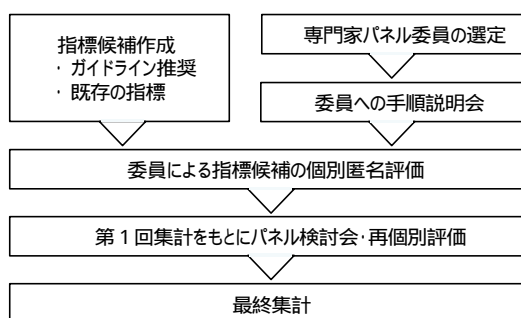 指標候補作成
・ ガイドライン推奨
・ 既存の指標
専門家パネル委員の選定
委員への手順説明会
委員による指標候補の個別匿名評価
第1回集計をもとにパネル検討会・再個別評価
最終集計